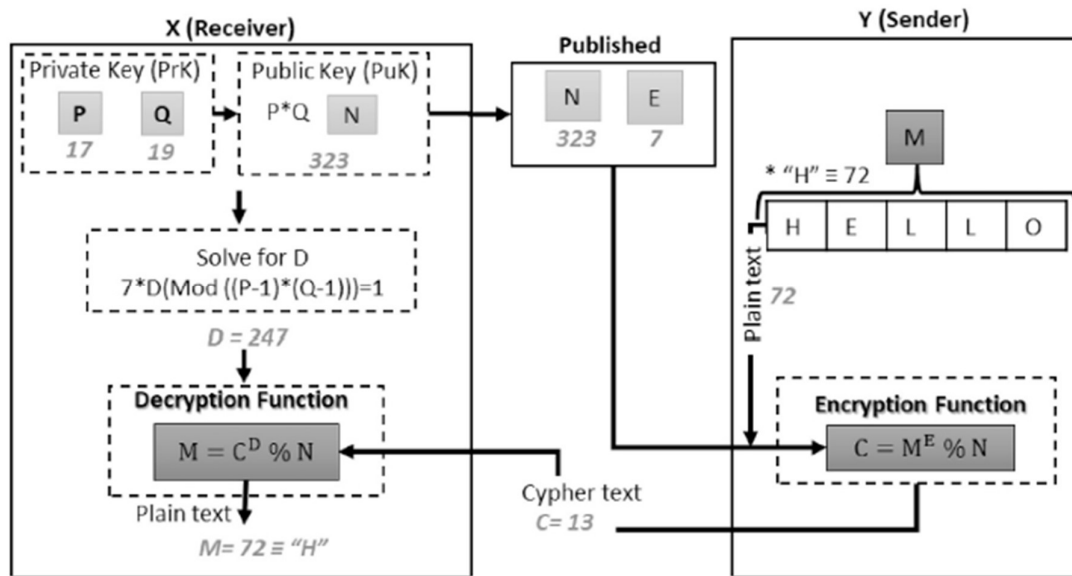 X (Receiver)
Private Key (PrK)
P
Q
17
19
Public Key (PuK)
P*Q
N
323
Solve for D
7*D(Mod ((P-1)*(Q-1)))=1
D = 247
Decryption Function
M = C^D % N
Plain text
M= 72 ≡ “H”
Published
N
E
323
7
Cypher text
C= 13
Y (Sender)
M
* “H” ≡ 72
H E L L O
Plain text
72
Encryption Function
C = M^E % N